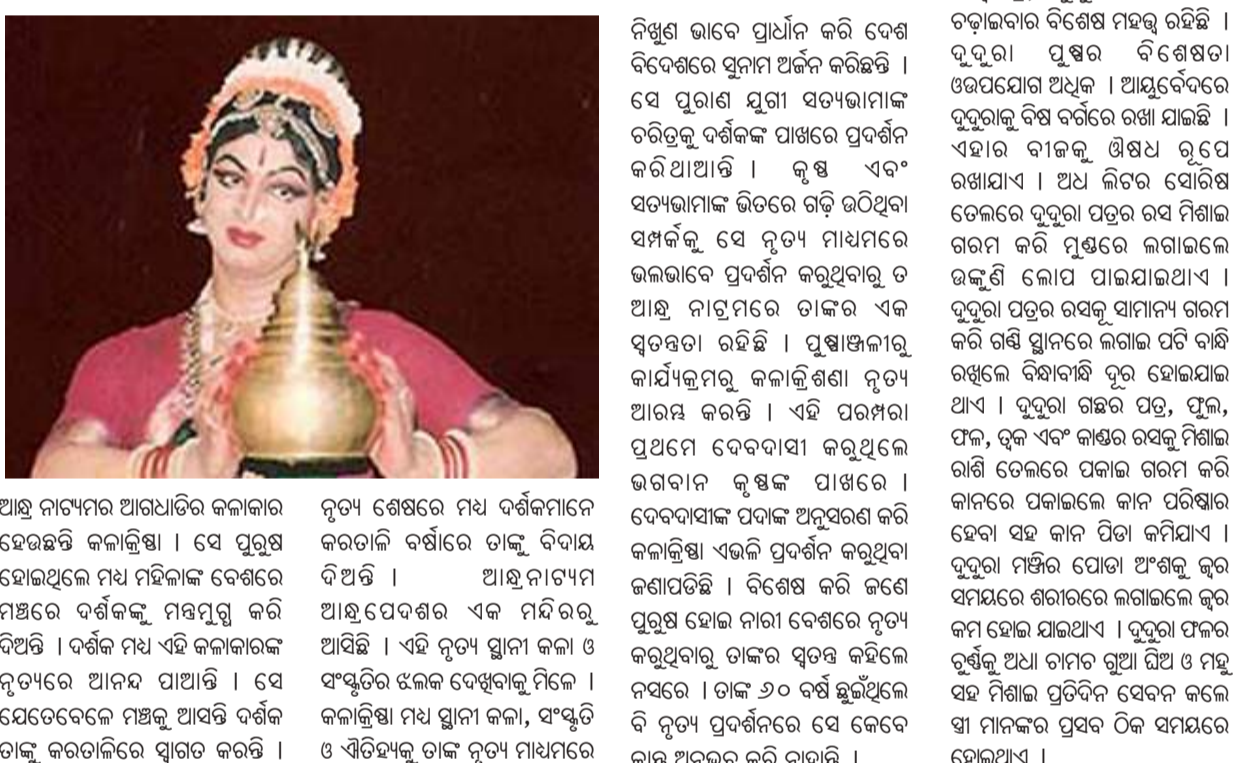 ଆନ୍ଧ୍ର ନାଟ୍ୟମର ଆଗଧାଡିର କଳାକାର
ହେଉଛନ୍ତି କଳାକ୍ରିଷ୍ନା । ସେ ପୁରୁଷ
ହୋଇଥିଲେ ମଧ୍ୟ ମହିଳାଙ୍କ ବେଶରେ
ମଞ୍ଚରେ ଦର୍ଶକଙ୍କୁ ମନ୍ତ୍ରମୁଗ୍ଧ କରି
ଦିଅନ୍ତି । ଦର୍ଶକ ମଧ୍ୟ ଏହି କଳାକାରଙ୍କ
ନୃତ୍ୟରେ ଆନନ୍ଦ ପାଆନ୍ତି । ସେ
ଯେତେବେଳେ ମଞ୍ଚକୁ ଆସନ୍ତି ଦର୍ଶକ
ତାଙ୍କୁ କରତାଳିରେ ସ୍ୱାଗତ କରନ୍ତି ।
ନୃତ୍ୟ ଶେଷରେ ମଧ୍ୟ ଦର୍ଶକମାନେ
କରତାଳି ବର୍ଷାରେ ତାଙ୍କୁ ବିଦାୟ
ଦିଅନ୍ତି । ଆନ୍ଧ୍ରନାଟ୍ୟମ
ଆନ୍ଧ୍ରପେଦଶର ଏକ ମନ୍ଦିରରୁ
ଆସିଛି । ଏହି ନୃତ୍ୟ ସ୍ଥାନୀ କଳା ଓ
ସଂସ୍କୃତିର ଝଲକ ଦେଖିବାକୁ ମିଳେ ।
କଳାକ୍ରିଷ୍ନା ମଧ୍ୟ ସ୍ଥାନୀ କଳା, ସଂସ୍କୃତି
ଓ ଐତିହ୍ୟକୁ ତାଙ୍କ ନୃତ୍ୟ ମାଧ୍ୟମରେ
ନିଖୁଣ ଭାବେ ପ୍ରାର୍ଧାନ କରି ଦେଶ
ବିଦେଶରେ ସୁନାମ ଅର୍ଜନ କରିଛନ୍ତି ।
ସେ ପୁରାଣ ଯୁଗୀ ସତ୍ୟଭାମାଙ୍କ
ଚରିତ୍ରକୁ ଦର୍ଶକଙ୍କ ପାଖରେ ପ୍ରଦର୍ଶନ
କରିଥାଆନ୍ତି । କୃଷ୍ଣ ଏବଂ
ସତ୍ୟଭାମାଙ୍କ ଭିତରେ ଗଢ଼ି ଉଠିଥିବା
ସମ୍ପର୍କକୁ ସେ ନୃତ୍ୟ ମାଧ୍ୟମରେ
ଭଲଭାବେ ପ୍ରଦର୍ଶନ କରୁଥିବାରୁ ତ
ଆନ୍ଧ୍ର ନାଟ୍ରମରେ ତାଙ୍କର ଏକ
ସ୍ୱତନ୍ତ୍ରତା ରହିଛି । ପୁଷ୍ପାଞ୍ଜଳୀରୁ
କାର୍ଯ୍ୟକ୍ରମରୁ କଳାକ୍ରିଶଣା ନୃତ୍ୟ
ଆରମ୍ଭ କରନ୍ତି । ଏହି ପରମ୍ପରା
ପ୍ରଥମେ ଦେବଦାସୀ କରୁଥିଲେ
ଭଗବାନ କୃଷ୍ଣଙ୍କ ପାଖରେ ।
ଦେବଦାସୀଙ୍କ ପଦାଙ୍କ ଅନୁସରଣ କରି
କଳାକ୍ରିଷ୍ନା ଏଭଳି ପ୍ରଦର୍ଶନ କରୁଥିବା
ଜଣାପଡିଛି । ବିଶେଷ କରି ଜଣେ
ପୁରୁଷ ହୋଇ ନାରୀ ବେଶରେ ନୃତ୍ୟ
କରୁଥିବାରୁ ତାଙ୍କର ସ୍ୱତନ୍ତ୍ର କହିଲେ
ନସରେ । ତାଙ୍କ ୬୦ ବର୍ଷ ଛୁଇଁଥିଲେ
ବି ନୃତ୍ୟ ପ୍ରଦର୍ଶନରେ ସେ କେବେ
ଚଢ଼ାଇବାର ବିଶେଷ ମହତ୍ତ୍ୱ ରହିଛି ।
ଦୁଦୁରା ପୁଷ୍ପର ବିଶେଷତା
ଓଉପଯୋଗ ଅଧିକ । ଆୟୁର୍ବେଦରେ
ଦୁଦୁରାକୁ ବିଷ ବର୍ଗରେ ରଖା ଯାଇଛି ।
ଏହାର ବୀଜକୁ ଔଷଧ ରୂପେ
ରଖାଯାଏ । ଅଧ ଲିଟର ସୋରିଷ
ତେଲରେ ଦୁଦୁରା ପତ୍ରର ରସ ମିଶାଇ
ଗରମ କରି ମୁଣ୍ଡରେ ଲଗାଇଲେ
ଉଙ୍କୁଣି ଲୋପ ପାଇଯାଇଥାଏ ।
ଦୁଦୁରା ପତ୍ରର ରସକୁ ସାମାନ୍ୟ ଗରମ
କରି ଗଣ୍ଠି ସ୍ଥାନରେ ଲଗାଇ ପଟି ବାନ୍ଧି
ରଖିଲେ ବିନ୍ଧାବୀନ୍ଧି ଦୂର ହୋଇଯାଇ
ଥାଏ । ଦୁଦୁରା ଗଛର ପତ୍ର, ଫୁଲ,
ଫଳ, ତ୍ୱକ ଏବଂ କାଣ୍ଡର ରସକୁ ମିଶାଇ
ରାଶି ତେଲରେ ପକାଇ ଗରମ କରି
କାନରେ ପକାଇଲେ କାନ ପରିଷ୍କାର
ହେବା ସହ କାନ ପିଡା କମିଯାଏ ।
ଦୁଦୁରା ମଞ୍ଜିର ପୋଡା ଅଂଶକୁ ଜ୍ୱର
ସମୟରେ ଶରୀରରେ ଲଗାଇଲେ ଜ୍ୱର
କମ ହୋଇ ଯାଇଥାଏ । ଦୁଦୁରା ଫଳର
ଚୁର୍ଣ୍ଣକୁ ଅଧା ଚାମଚ ଗୁଆ ଘିଅ ଓ ମହୁ
ସହ ମିଶାଇ ପ୍ରତିଦିନ ସେବନ କଲେ
ସ୍ତ୍ରୀ ମାନଙ୍କର ପ୍ରସବ ଠିକ ସମୟରେ
ହୋଇଥାଏ ।